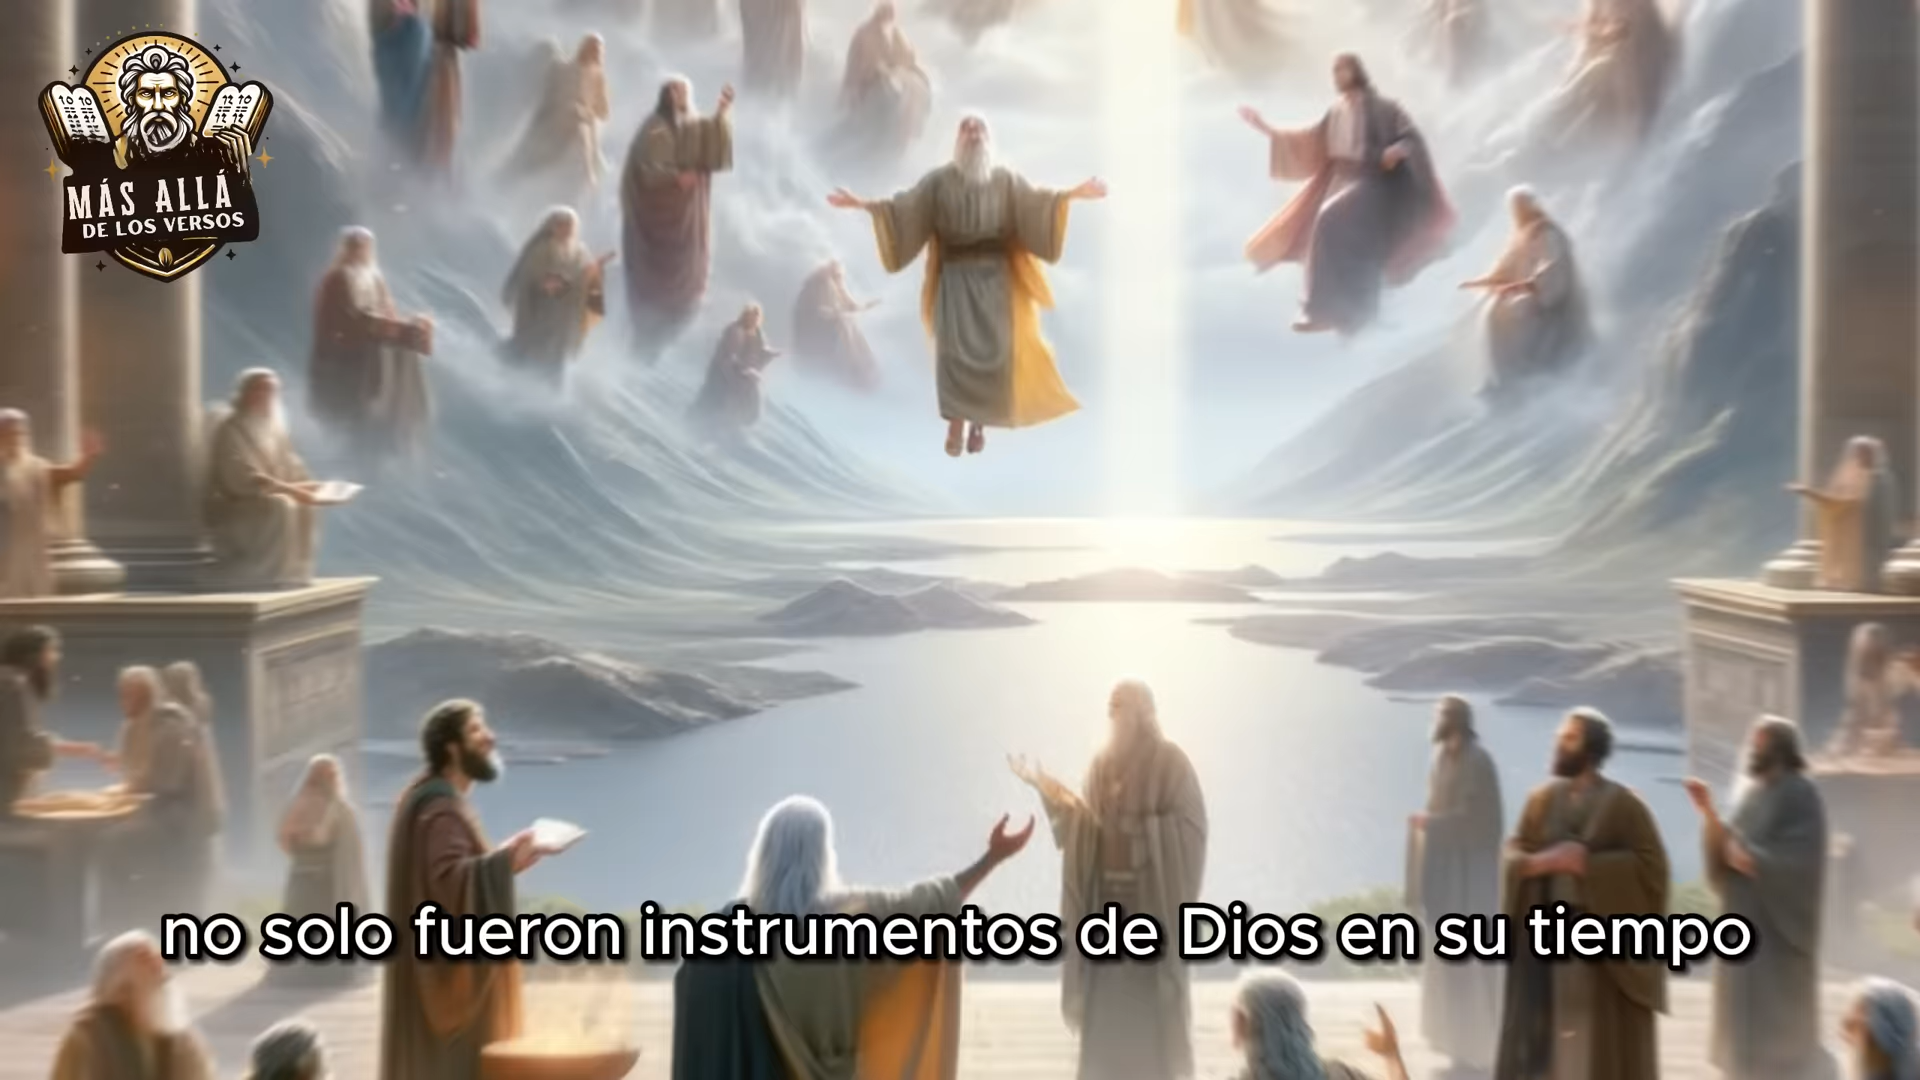 MÁS ALLÁ
DE LOS VERSOS
no solo fueron instrumentos de Dios en su tiempo